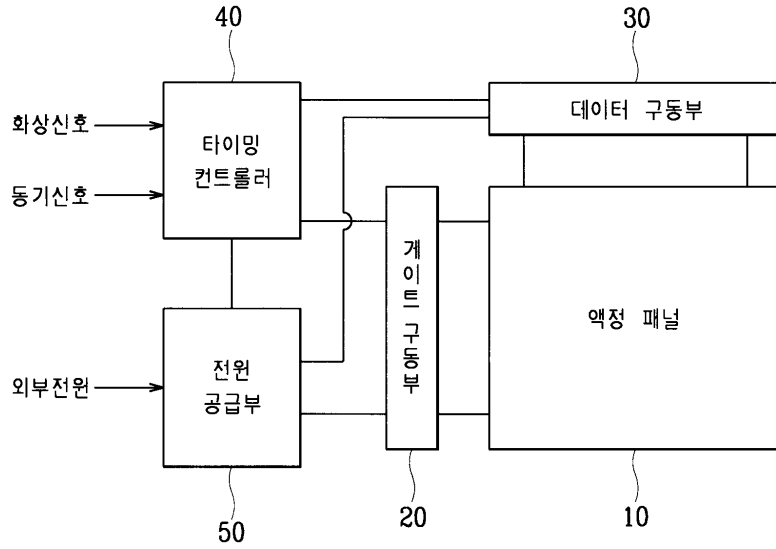 40
30
화상신호
동기신호
타이밍
컨트롤러
데이터 구동부
게이트 구동부
액정 패널
외부전원
전원
공급부
50
20
10